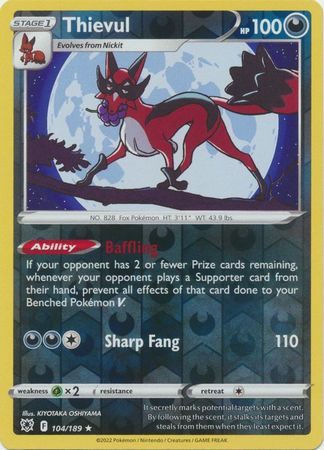 STAGE 1
Thievul
HP 100
Evolves from Nickit
NO. 828 Fox Pokémon HT: 3'11" WT: 43.9 lbs.
Ability Baffling
If your opponent has 2 or fewer Prize cards remaining,
whenever your opponent plays a Supporter card from
their hand, prevent all effects of that card done to your
Benched Pokémon V.
Sharp Fang 110
weakness ×2 resistance retreat
Illus. KIYOTAKA OSHIYAMA
F 104/189 ★
It secretly marks potential targets with a scent.
By following the scent, it stalks its targets and
steals from them when they least expect it.
©2022 Pokémon / Nintendo / Creatures / GAME FREAK